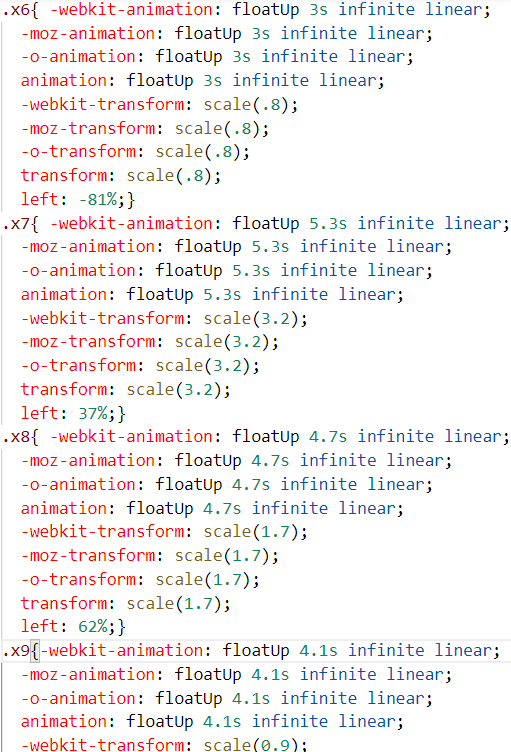 .x6{ -webkit-animation: floatUp 3s infinite linear;
-moz-animation: floatUp 3s infinite linear;
-o-animation: floatUp 3s infinite linear;
animation: floatUp 3s infinite linear;
-webkit-transform: scale(.8);
-moz-transform: scale(.8);
-o-transform: scale(.8);
transform: scale(.8);
left: -81%;}
.x7{ -webkit-animation: floatUp 5.3s infinite linear;
-moz-animation: floatUp 5.3s infinite linear;
-o-animation: floatUp 5.3s infinite linear;
animation: floatUp 5.3s infinite linear;
-webkit-transform: scale(3.2);
-moz-transform: scale(3.2);
-o-transform: scale(3.2);
transform: scale(3.2);
left: 37%;}
.x8{ -webkit-animation: floatUp 4.7s infinite linear;
-moz-animation: floatUp 4.7s infinite linear;
-o-animation: floatUp 4.7s infinite linear;
animation: floatUp 4.7s infinite linear;
-webkit-transform: scale(1.7);
-moz-transform: scale(1.7);
-o-transform: scale(1.7);
transform: scale(1.7);
left: 62%;}
.x9{-webkit-animation: floatUp 4.1s infinite linear;
-moz-animation: floatUp 4.1s infinite linear;
-o-animation: floatUp 4.1s infinite linear;
animation: floatUp 4.1s infinite linear;
-webkit-transform: scale(0.9);